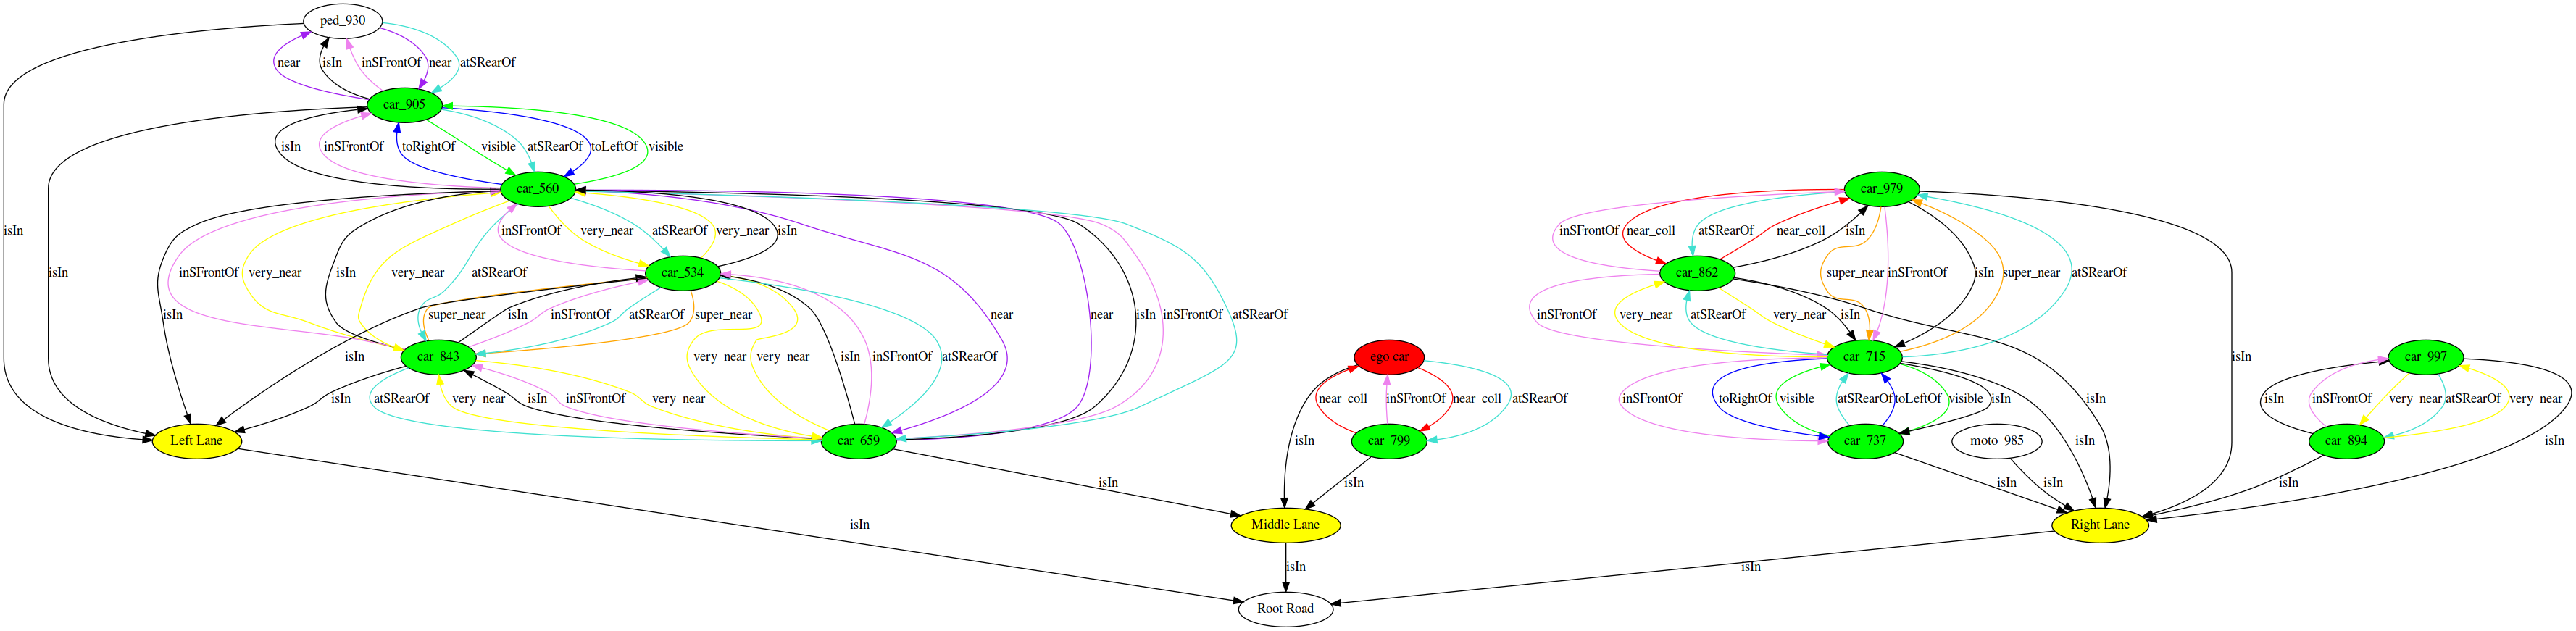 ped_930
near isIn inSFrontOf near atSRearOf
car_905
isIn inSFrontOf toRightOf visible atSRearOf toLeftOf visible
car_560 car_979
isIn isIn inSFrontOf very_near isIn very_near atSRearOf inSFrontOf very_near atSRearOf very_near isIn inSFrontOf near_coll atSRearOf near_coll isIn super_near inSFrontOf isIn super_near atSRearOf
car_534 car_862
isIn super_near isIn inSFrontOf atSRearOf super_near near near isIn inSFrontOf atSRearOf inSFrontOf very_near atSRearOf very_near isIn
car_843 isIn very_near very_near isIn inSFrontOf atSRearOf ego car car_715 isIn car_997
isIn atSRearOf very_near isIn inSFrontOf very_near near_coll inSFrontOf near_coll atSRearOf inSFrontOf toRightOf visible atSRearOf toLeftOf visible isIn isIn isIn inSFrontOf very_near atSRearOf very_near
Left Lane car_659 isIn car_799 car_737 moto_985 isIn car_894 isIn
isIn isIn isIn isIn isIn
isIn Middle Lane Right Lane
isIn isIn
Root Road